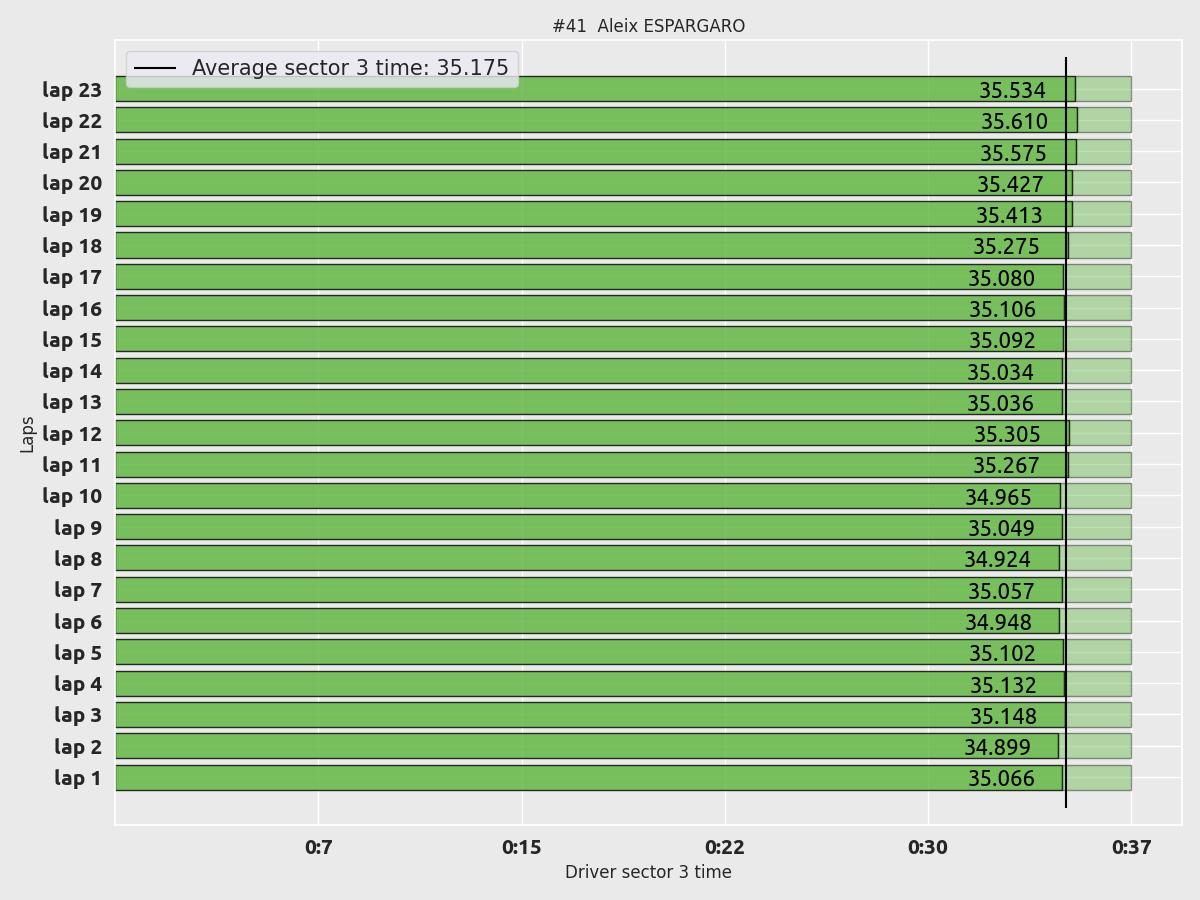 #41  Aleix ESPARGARO
Average sector 3 time: 35.175
lap 23 35.534
lap 22 35.610
lap 21 35.575
lap 20 35.427
lap 19 35.413
lap 18 35.275
lap 17 35.080
lap 16 35.106
lap 15 35.092
lap 14 35.034
lap 13 35.036
lap 12 35.305
lap 11 35.267
lap 10 34.965
lap 9 35.049
lap 8 34.924
lap 7 35.057
lap 6 34.948
lap 5 35.102
lap 4 35.132
lap 3 35.148
lap 2 34.899
lap 1 35.066
Laps
0:7 0:15 0:22 0:30 0:37
Driver sector 3 time